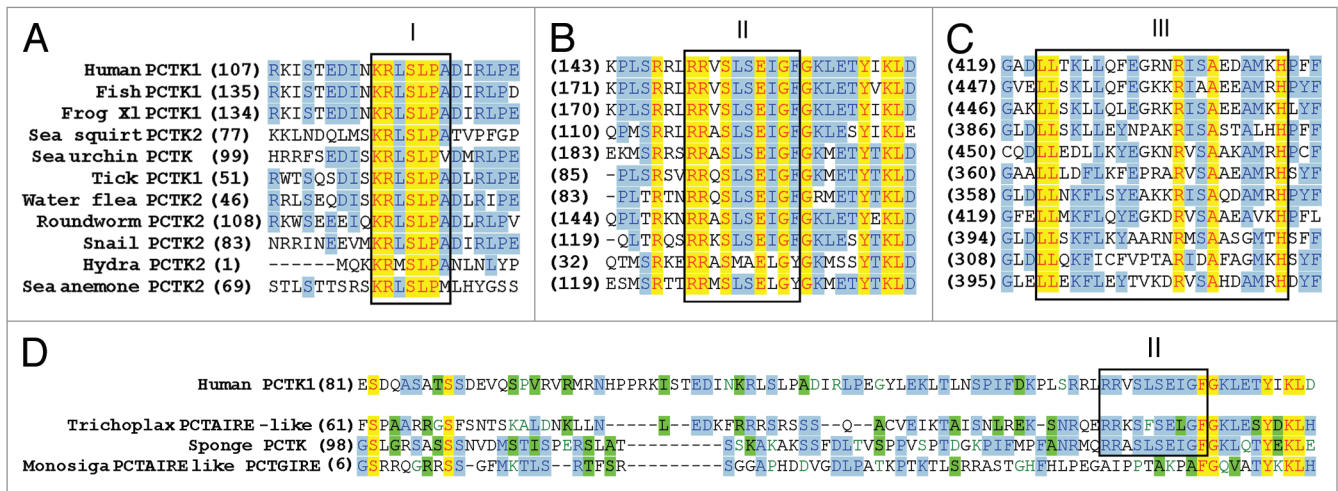 A
I
Human PCTK1 (107) RKISTEDINKRLSLPADIRLPE
Fish PCTK1 (135) RKISTEDINKRLSLPADIRLPD
Frog Xl PCTK1 (134) RKISTEDINKRLSLPADIRLPE
Sea squirt PCTK2 (77) KKLNDQLMSKRLSLPATVPFGP
Sea urchin PCTK (99) HRRFSEDISKRLSLPVDMRLPE
Tick PCTK1 (51) RWTSQSDISKRLSLPADLRLPE
Water flea PCTK2 (46) RRLSEQDISKRLSLPADLRIPE
Roundworm PCTK2 (108) RKWSEEEIQKRLSLPADLRLPV
Snail PCTK2 (83) NRRINEEVMKRLSLPADIRLPE
Hydra PCTK2 (1) ------MQKKRMSLPANLNLYP
Sea anemone PCTK2 (69) STLSTTSRSKRLSLPMLHYGSS
B
II
(143) KPLSRRLRRVSLSEIGFGKLETYIKLD
(171) KPLSRRLRRVSLSEIGFGKLETYVKLD
(170) KPLSRRLRRVSLSEIGFGKLETYIKLD
(110) QPMSRRLRRASLSEIGFGKLESYIKLE
(183) EKMSRRSRRASLSEIGFGKMETYTKLD
(85) -PLSRSVRRQSLSEIGFGKMETYTKLD
(83) -PLTRTNRRQSLSEIGFGRMETYTKLD
(144) QPLTRKNRRASLSEIGFGKLETYEKLD
(119) -QLTRQSRRKSLSEIGFGKLESYTKLD
(32) QTMSRKERRASMAELGYGKMSSYTKLD
(119) ESMSRTTRRMSLSELGYGKMETYTKLD
C
III
(419) GADLLTKLLQFEGRNRISAEDAMKHPFF
(447) GVELLSKLLQFEGKKRIAAEEAMRHPFF
(446) GAKLLSKLLQLEGRKRISAEEAMKHLYF
(386) GLDLLSKLLEYNPAKRISASTALHHPFF
(450) CQDLLEDLLKYEGKNRVSAAKAMRHPCF
(360) GAALLLDFLKFEPRARVSAAEAMRHSYF
(358) GLDLLNKFLSYEAKKRISAQDAMKHPYF
(419) GFELLMKFLQYEGKDRVSAAEAVKHPFL
(394) GLDLLSKFLKYAARNRMSAASGMTHSFF
(308) GLDLLQKFICFVPTARIDAFAGMKHSYF
(395) GLELLEKFLEYTVKDRVSAHDAMRHDYF
D
II
Human PCTK1 (81) ESDQASATSSDEVQSPVRVRMRNHPPRKISTEDINKRLSLPADIRLPEGYLEKLTLNSPIFDKPLSRRLRRVSLSEIGFGKLETYIKLD
Trichoplax PCTAIRE-like (61) FSPAARRGSFSNTSKALDNKLLN-----L--EDKFRRRSRSSS--Q--ACVEIKTAISNLREK-SNRQERRKSFSELGFGKLESYDKLH
Sponge PCTK (98) GSLGRSASSSNVDMSTISPERSLAT---------SSKAKAKSSFDLTVSPPVSPTDGKPIFMPFANRMQRRASLSEIGFGKLQTYEKLE
Monosiga PCTAIRE like PCTGIRE (6) GSRRQGRRSS-GFMKTLS--RTFSR---------SGGAPHDDVGDLPATKPTKTLSRRASTGHFHLPEGAIPPTAKPAFGQVATYKKLH